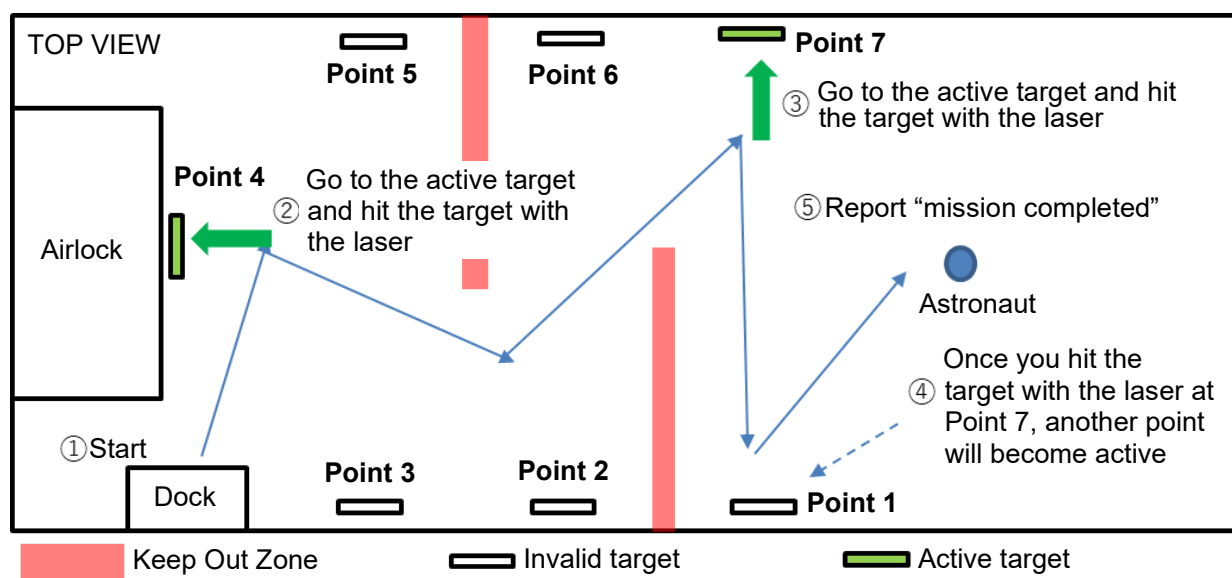 TOP VIEW
Point 5
Point 6
Point 7
③ Go to the active target and hit
the target with the laser
Point 4
Go to the active target
② and hit the target with
the laser
Airlock
⑤ Report “mission completed”
Astronaut
Once you hit the
④ target with the laser at
Point 7, another point
will become active
① Start
Dock
Point 3
Point 2
Point 1
Keep Out Zone
Invalid target
Active target